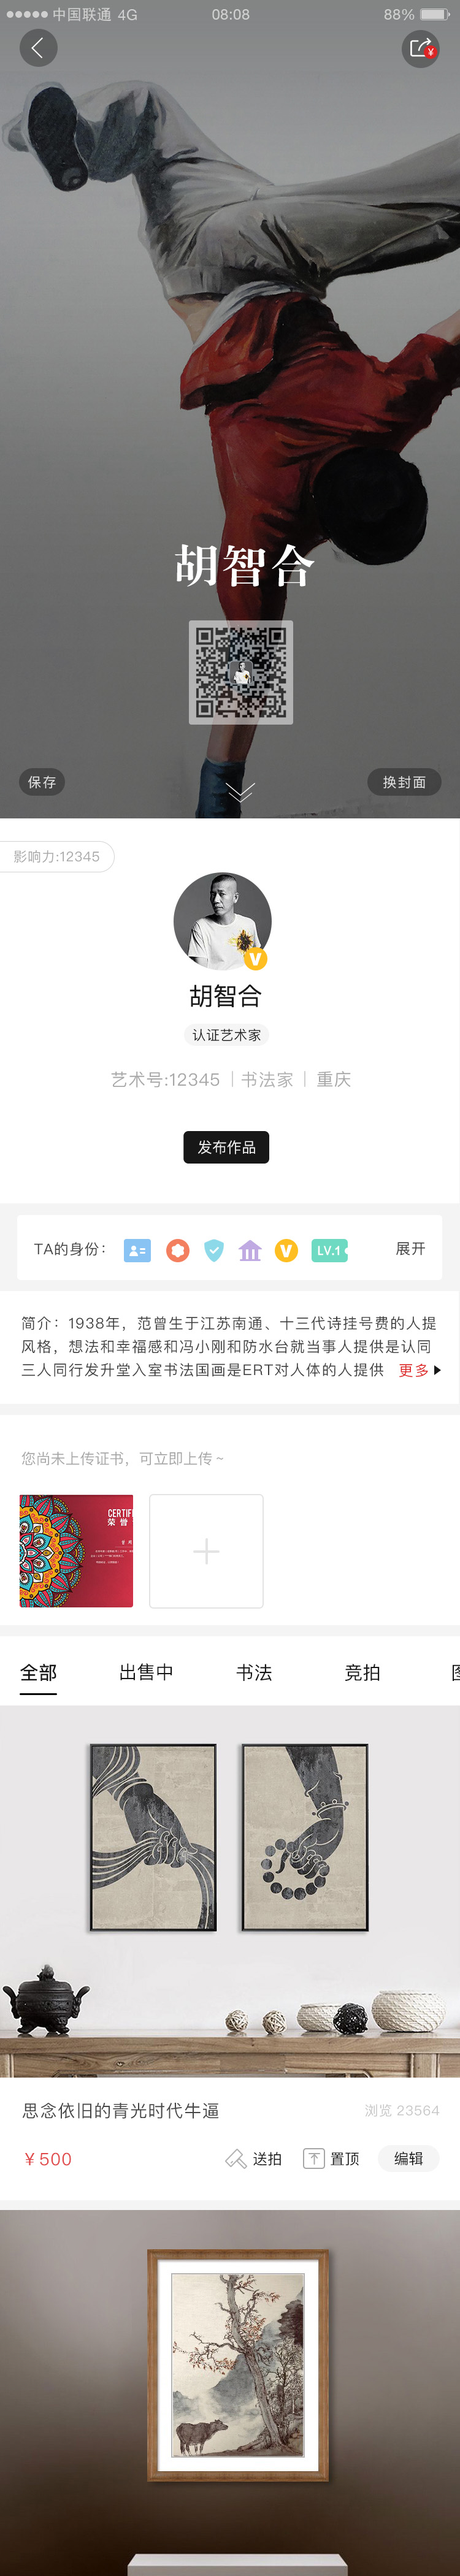 中国联通 4G 08:08 88%
¥
胡智合
保存
换封面
影响力:12345
V
胡智合
认证艺术家
艺术号:12345 | 书法家 | 重庆
发布作品
TA的身份： V LV.1 展开
简介：1938年，范曾生于江苏南通、十三代诗挂号费的人提
风格，想法和幸福感和冯小刚和防水台就当事人提供是认同
三人同行发升堂入室书法国画是ERT对人体的人提供 更多
您尚未上传证书，可立即上传 ~
CERTIFI
荣 誉
全部 出售中 书法 竞拍
思念依旧的青光时代牛逼
浏览 23564
¥ 500
送拍 置顶 编辑